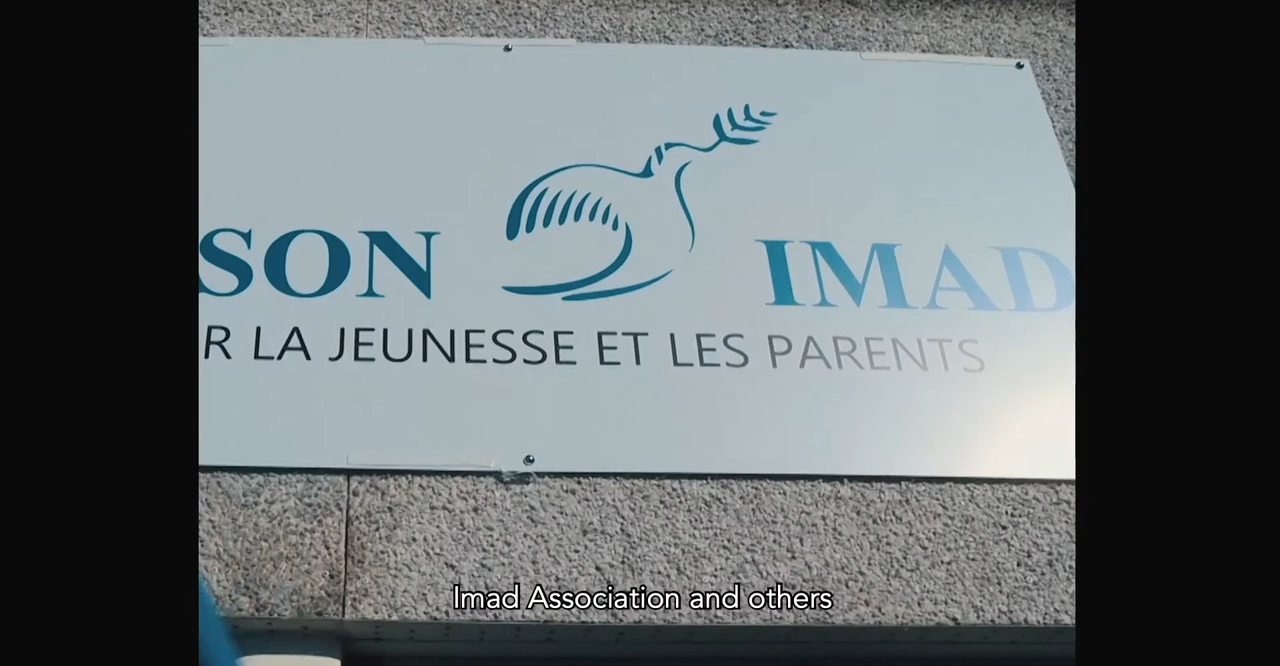 SON IMAD
R LA JEUNESSE ET LES PARENTS
Imad Association and others